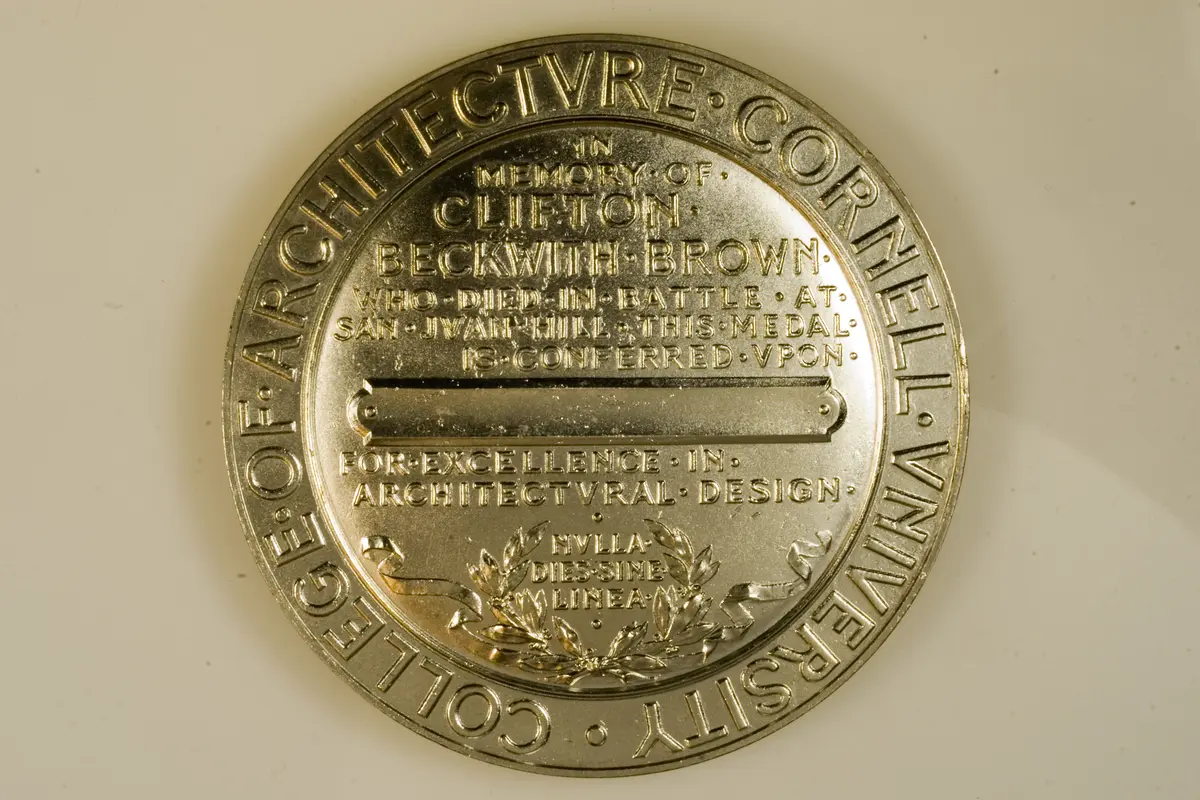 COLLEGE·OF·ARCHITECTVRE·CORNELL·VNIVERSITY·
IN
MEMORY·OF·
CLIFTON·
BECKWITH·BROWN·
WHO·DIED·IN·BATTLE·AT·
SAN·JVAN·HILL·THIS·MEDAL·
IS·CONFERRED·VPON·
FOR·EXCELLENCE·IN·
ARCHITECTVRAL·DESIGN·
NVLLA·
DIES·SINE·
LINEA·